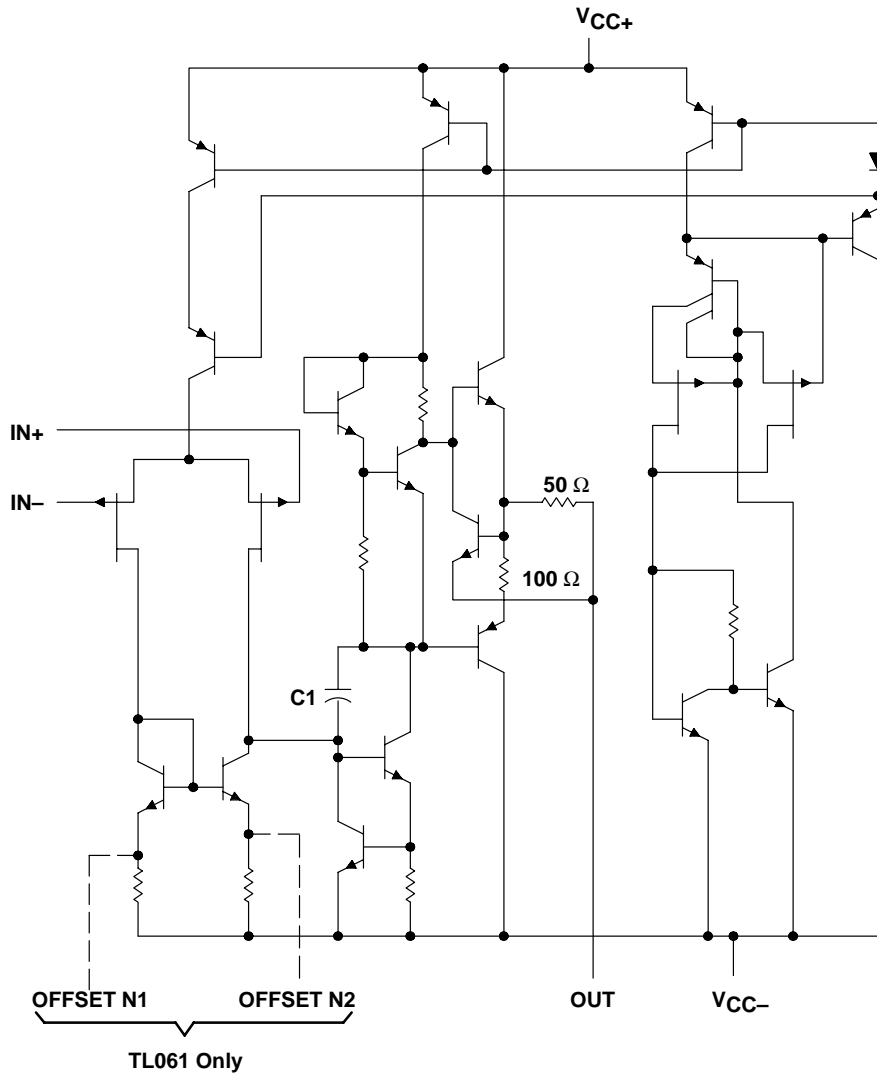 VCC+
IN+
IN–
50 Ω
100 Ω
C1
OFFSET N1
OFFSET N2
OUT
VCC–
TL061 Only